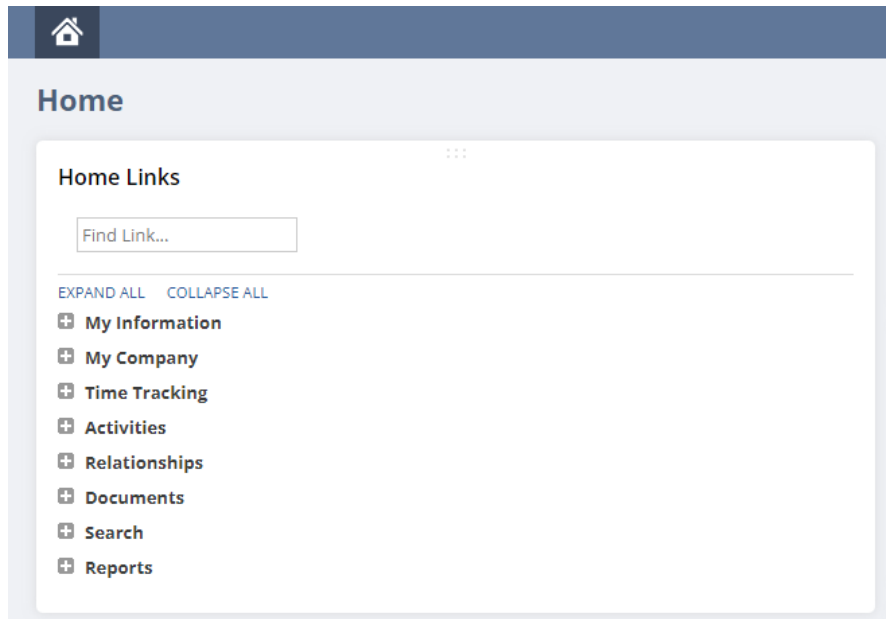 Home
Home Links
Find Link...
EXPAND ALL COLLAPSE ALL
My Information
My Company
Time Tracking
Activities
Relationships
Documents
Search
Reports